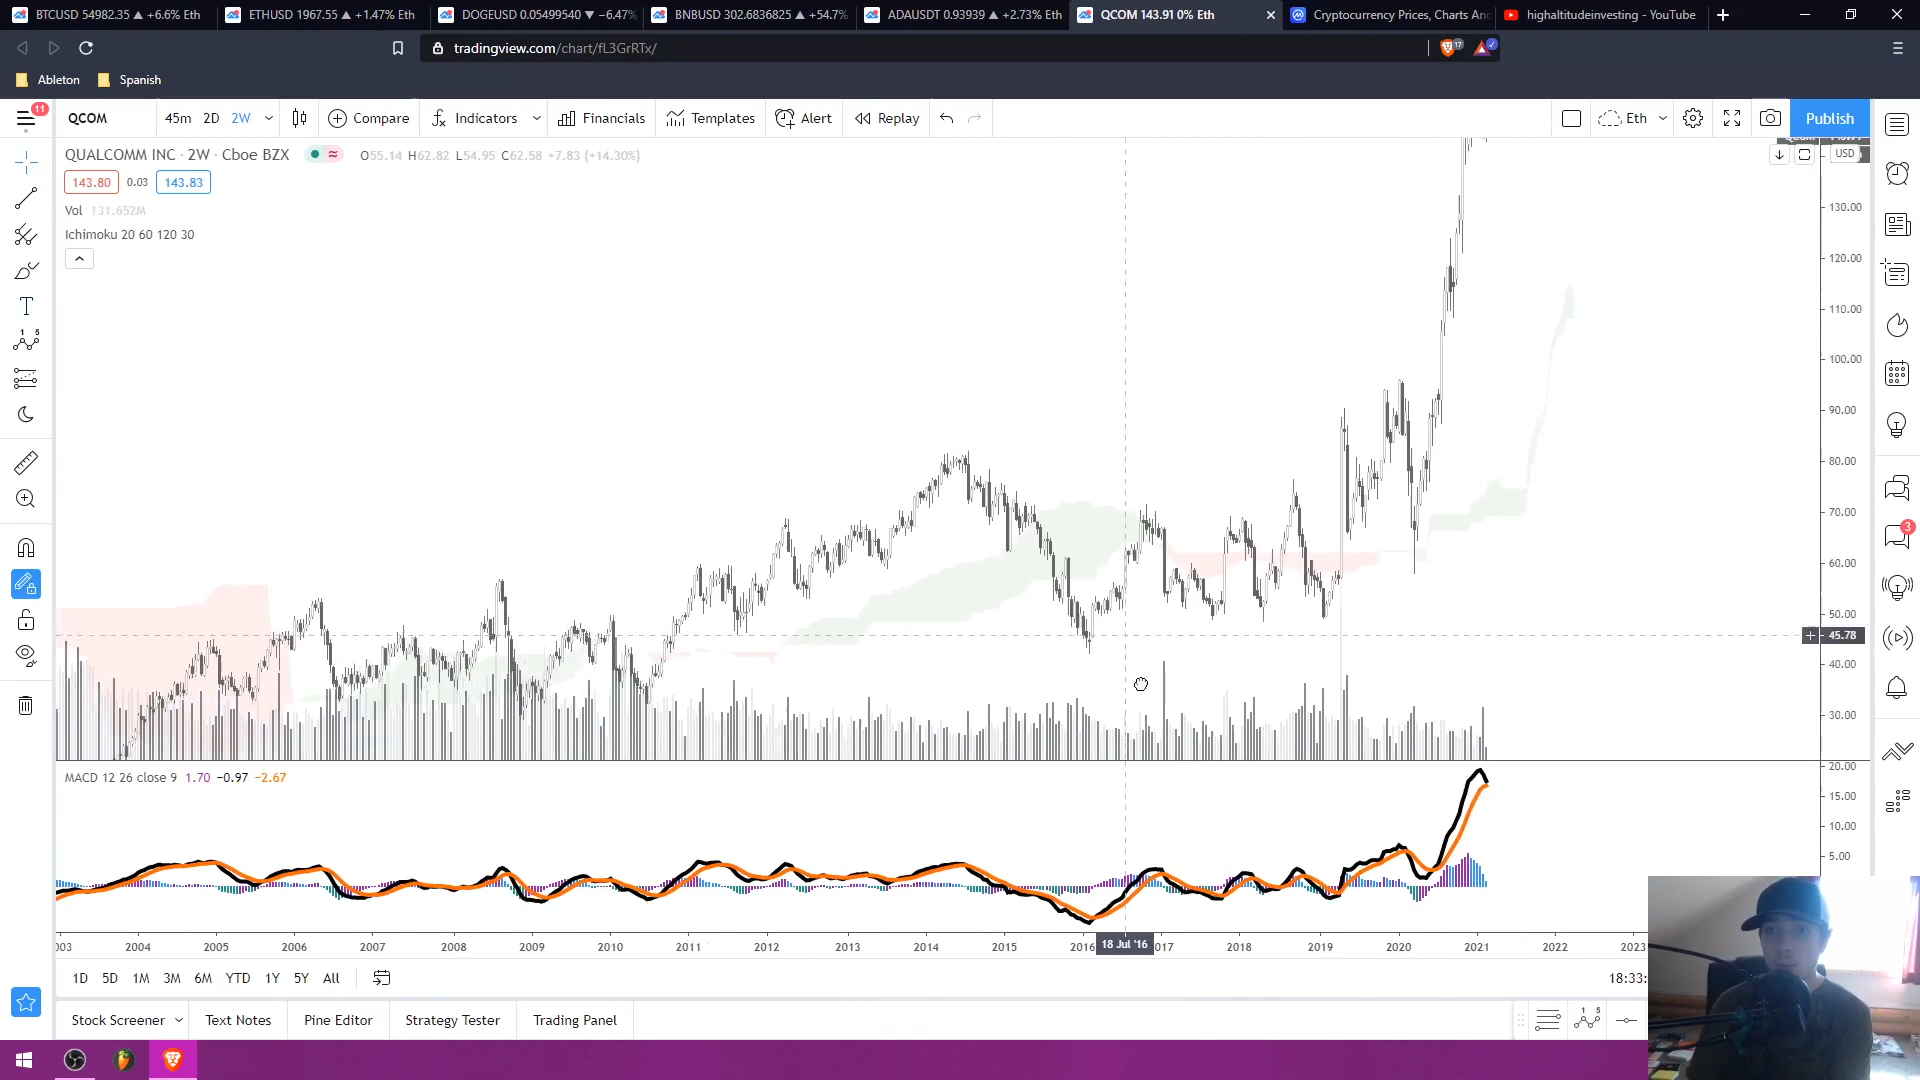 BTCUSD 54982.35 ▲ +6.6% Eth
ETHUSD 1967.55 ▲ +1.47% Eth
DOGEUSD 0.05499540 ▼ −6.47%
BNBUSD 302.6836825 ▲ +54.7%
ADAUSDT 0.93939 ▲ +2.73% Eth
QCOM 143.91 0% Eth
Cryptocurrency Prices, Charts An
highaltitudeinvesting - YouTube
tradingview.com/chart/fL3GrRTx/
17
Ableton
Spanish
11
QCOM
45m 2D 2W
Compare
Indicators
Financials
Templates
Alert
Replay
Eth
Publish
QUALCOMM INC · 2W · Cboe BZX
O55.14 H62.82 L54.95 C62.58 +7.83 (+14.30%)
USD
143.80 0.03 143.83
Vol 131.652M
Ichimoku 20 60 120 30
130.00
120.00
110.00
100.00
90.00
80.00
70.00
60.00
50.00
45.78
40.00
30.00
3
MACD 12 26 close 9 1.70 −0.97 −2.67
20.00
15.00
10.00
5.00
003 2004 2005 2006 2007 2008 2009 2010 2011 2012 2013 2014 2015 2016 18 Jul '16 017 2018 2019 2020 2021 2022 2023
1D 5D 1M 3M 6M YTD 1Y 5Y All
18:33:
Stock Screener
Text Notes
Pine Editor
Strategy Tester
Trading Panel